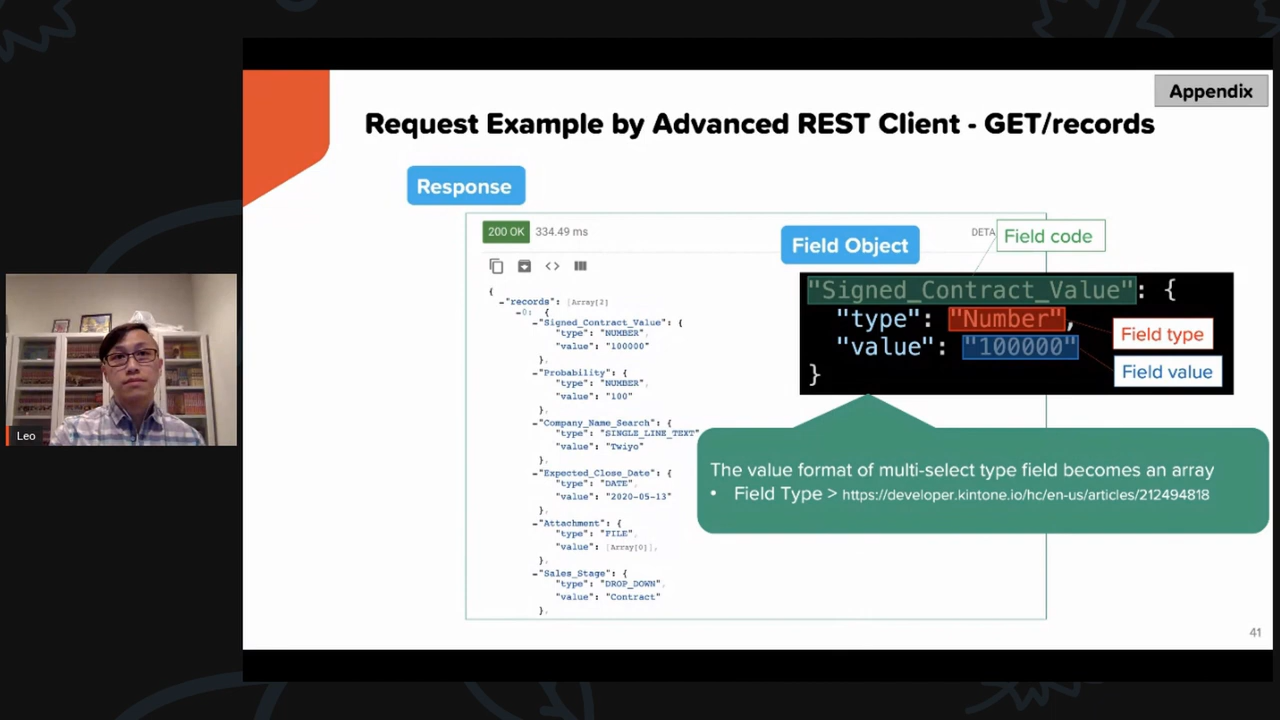 Appendix
Request Example by Advanced REST Client - GET/records
Response
200 OK 334.49 ms
DETA
Field Object
Field code
{
"records": [Array[2]
0: {
"Signed_Contract_Value": {
"type": "NUMBER",
"value": "100000"
},
"Probability": {
"type": "NUMBER",
"value": "100"
},
"Company_Name_Search": {
"type": "SINGLE_LINE_TEXT"
"value": "Twiyo"
},
"Expected_Close_Date": {
"type": "DATE",
"value": "2020-05-13"
},
"Attachment": {
"type": "FILE",
"value": [Array[0]],
},
"Sales_Stage": {
"type": "DROP_DOWN",
"value": "Contract"
},
"Signed_Contract_Value": {
"type": "Number",
"value": "100000"
}
Field type
Field value
The value format of multi-select type field becomes an array
• Field Type > https://developer.kintone.io/hc/en-us/articles/212494818
41
Leo